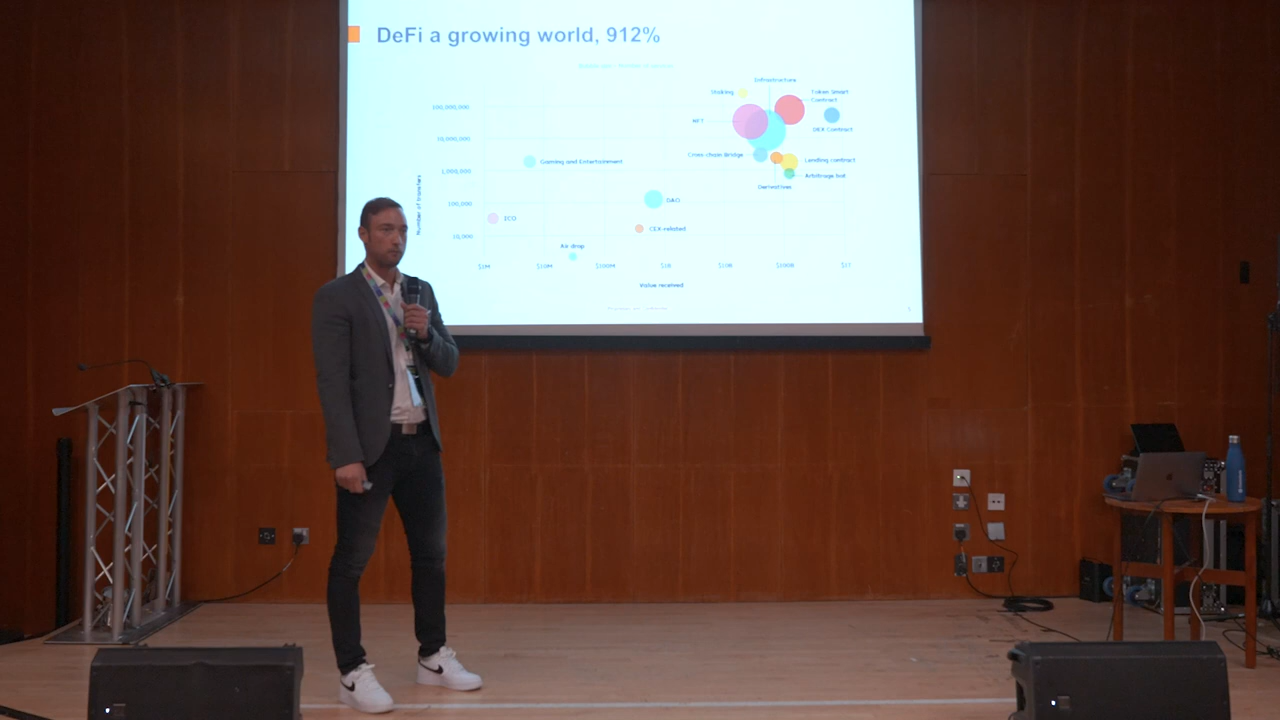 DeFi a growing world, 912%
Infrastructure
Staking
Token Smart
Contract
100,000,000
NFT
DEX Contract
10,000,000
Cross-chain Bridge
Gaming and Entertainment
Lending contract
1,000,000
Arbitrage bot
Derivatives
Number of transfers
100,000
DAO
ICO
CEX-related
10,000
Air drop
$1M
$10M
$100M
$1B
$10B
$100B
$1T
Value received